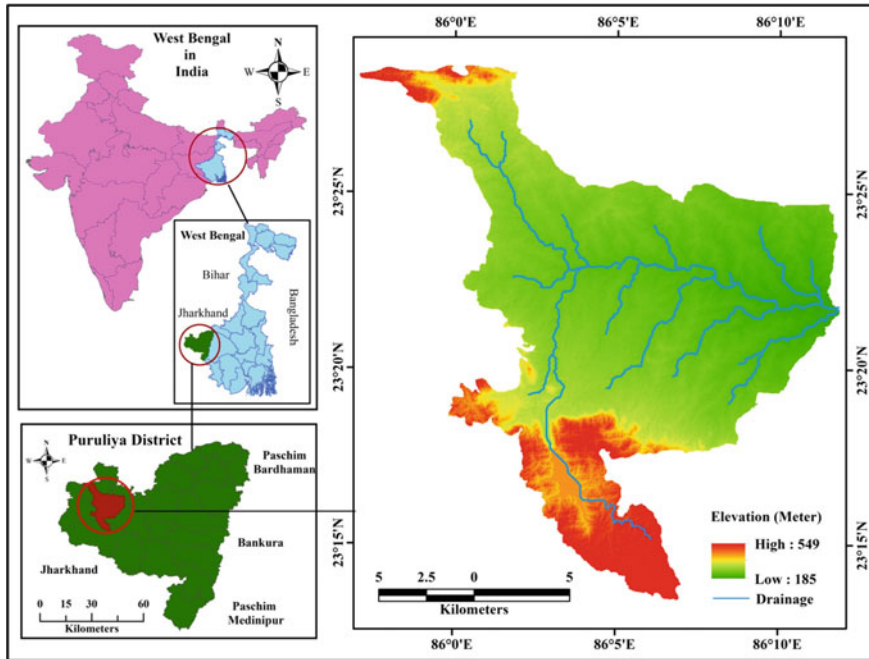 West Bengal
in
India
N
W
E
S
West Bengal
Bihar
Jharkhand
Bangladesh
Puruliya District
N
W
E
S
Paschim
Bardhaman
Bankura
Jharkhand
Paschim
Medinipur
0 30 60
Kilometers
86°0'E 86°5'E 86°10'E
23°25'N
23°20'N
23°15'N
23°25'N
23°20'N
23°15'N
Elevation (Meter)
High : 549
Low : 185
Drainage
5 2.5 0 5
Kilometers
86°0'E 86°5'E 86°10'E